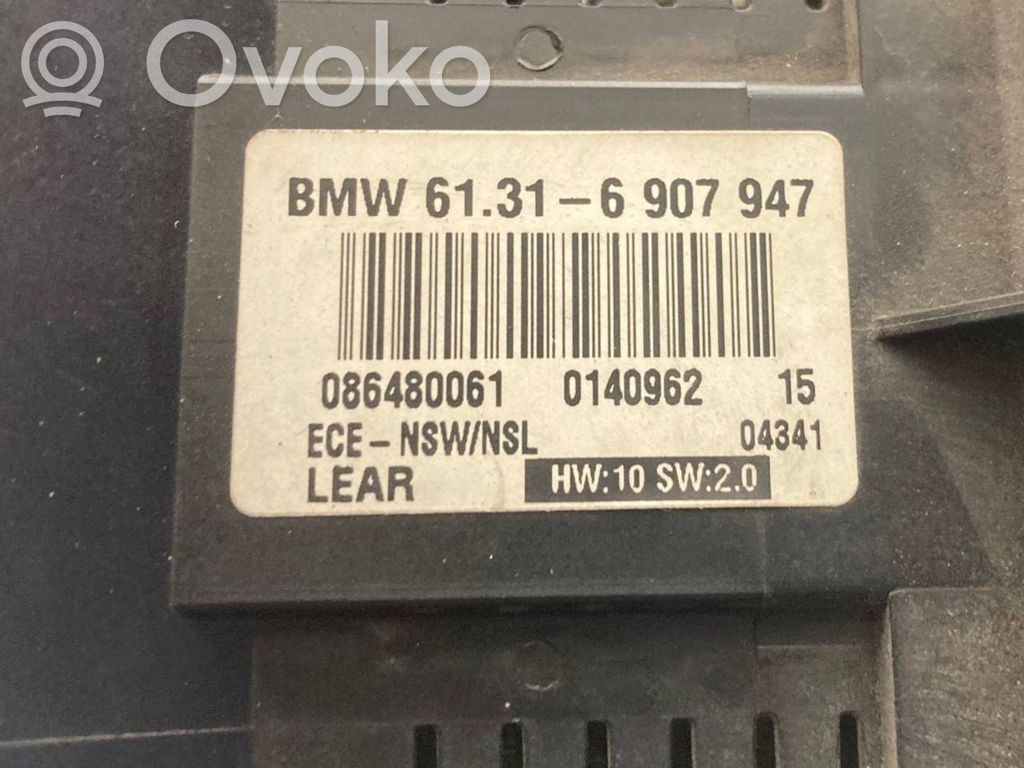 Ovoko
BMW 61.31-6 907 947
086480061 0140962 15
ECE-NSW/NSL 04341
LEAR HW:10 SW:2.0